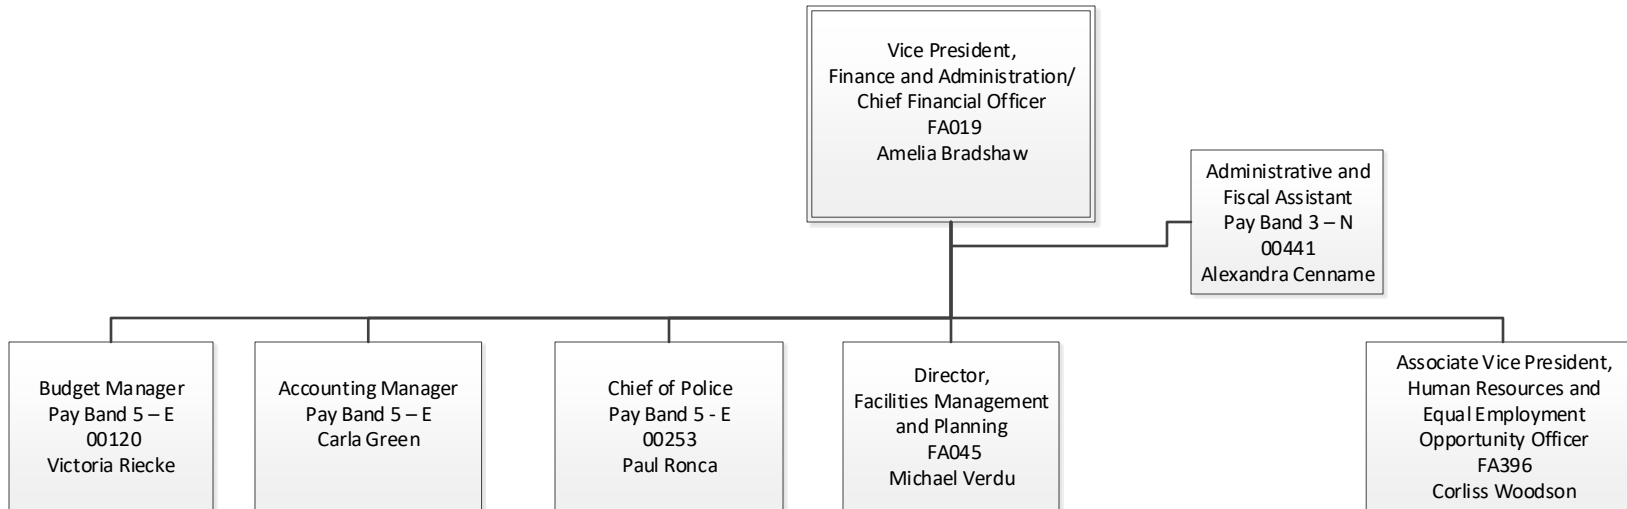 Vice President,
Finance and Administration/
Chief Financial Officer
FA019
Amelia Bradshaw
Administrative and
Fiscal Assistant
Pay Band 3 – N
00441
Alexandra Cenname
Budget Manager
Pay Band 5 – E
00120
Victoria Riecke
Accounting Manager
Pay Band 5 – E
Carla Green
Chief of Police
Pay Band 5 - E
00253
Paul Ronca
Director,
Facilities Management
and Planning
FA045
Michael Verdu
Associate Vice President,
Human Resources and
Equal Employment
Opportunity Officer
FA396
Corliss Woodson